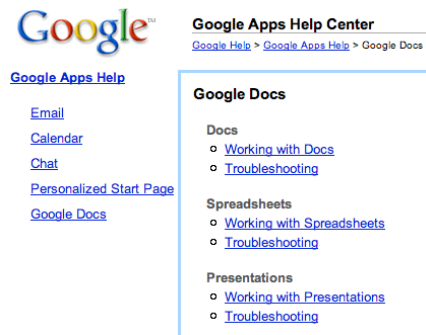 Google™
Google Apps Help Center
Google Help > Google Apps Help > Google Docs
Google Apps Help
Email
Calendar
Chat
Personalized Start Page
Google Docs
Google Docs
Docs
Working with Docs
Troubleshooting
Spreadsheets
Working with Spreadsheets
Troubleshooting
Presentations
Working with Presentations
Troubleshooting